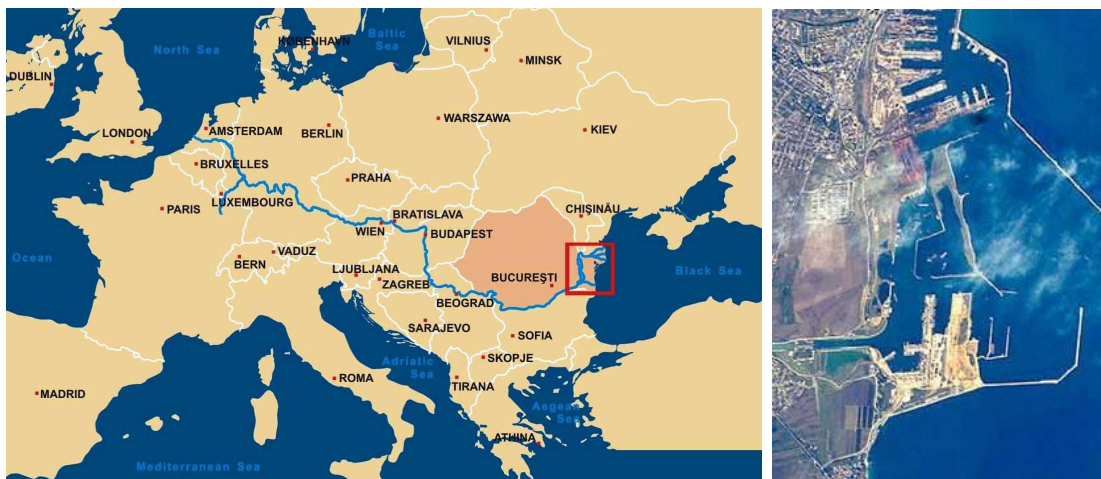 North Sea
KØBENHAVN
Baltic
Sea
VILNIUS
MINSK
DUBLIN
LONDON
AMSTERDAM
BERLIN
WARSZAWA
KIEV
BRUXELLES
PRAHA
LUXEMBOURG
PARIS
CHIŞINĂU
BRATISLAVA
WIEN
BUDAPEST
Ocean
VADUZ
BERN
LJUBLJANA
ZAGREB
BUCUREŞTI
Black Sea
BEOGRAD
SARAJEVO
SOFIA
SKOPJE
Adriatic
Sea
ROMA
TIRANA
MADRID
Aegean
Sea
ATHINA
Mediterranean Sea